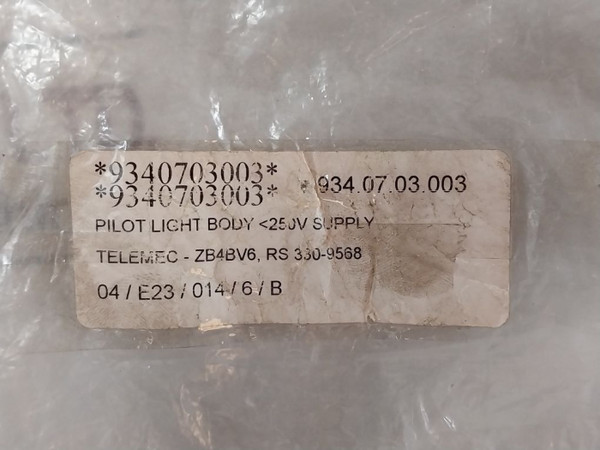 *9340703003*
*9340703003*
934.07.03.003
PILOT LIGHT BODY <250V SUPPLY
TELEMEC - ZB4BV6, RS 330-9568
04 / E23 / 014 / 6 / B